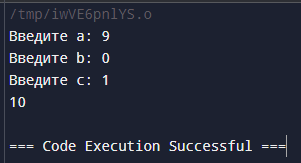 /tmp/iwVE6pnlYS.o
Введите a: 9
Введите b: 0
Введите c: 1
10
=== Code Execution Successful ===